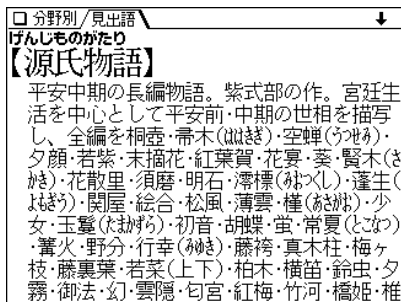 分野別/見出語
げんじものがたり
【源氏物語】
平安中期の長編物語。紫式部の作。宮廷生
活を中心として平安前･中期の世相を描写
し、全編を桐壺･帚木(ははきぎ)･空蝉(うつせみ)･
夕顔･若紫･末摘花･紅葉賀･花宴･葵･賢木(さ
かき)･花散里･須磨･明石･澪標(みおつくし)･蓬生(
よもぎう)･関屋･絵合･松風･薄雲･槿(あさがお)･少
女･玉鬘(たまかずら)･初音･胡蝶･蛍･常夏(とこなつ)
･篝火･野分･行幸(みゆき)･藤袴･真木柱･梅ヶ
枝･藤裏葉･若菜(上下)･柏木･横笛･鈴虫･夕
霧･御法･幻･雲隠･匂宮･紅梅･竹河･橋姫･椎